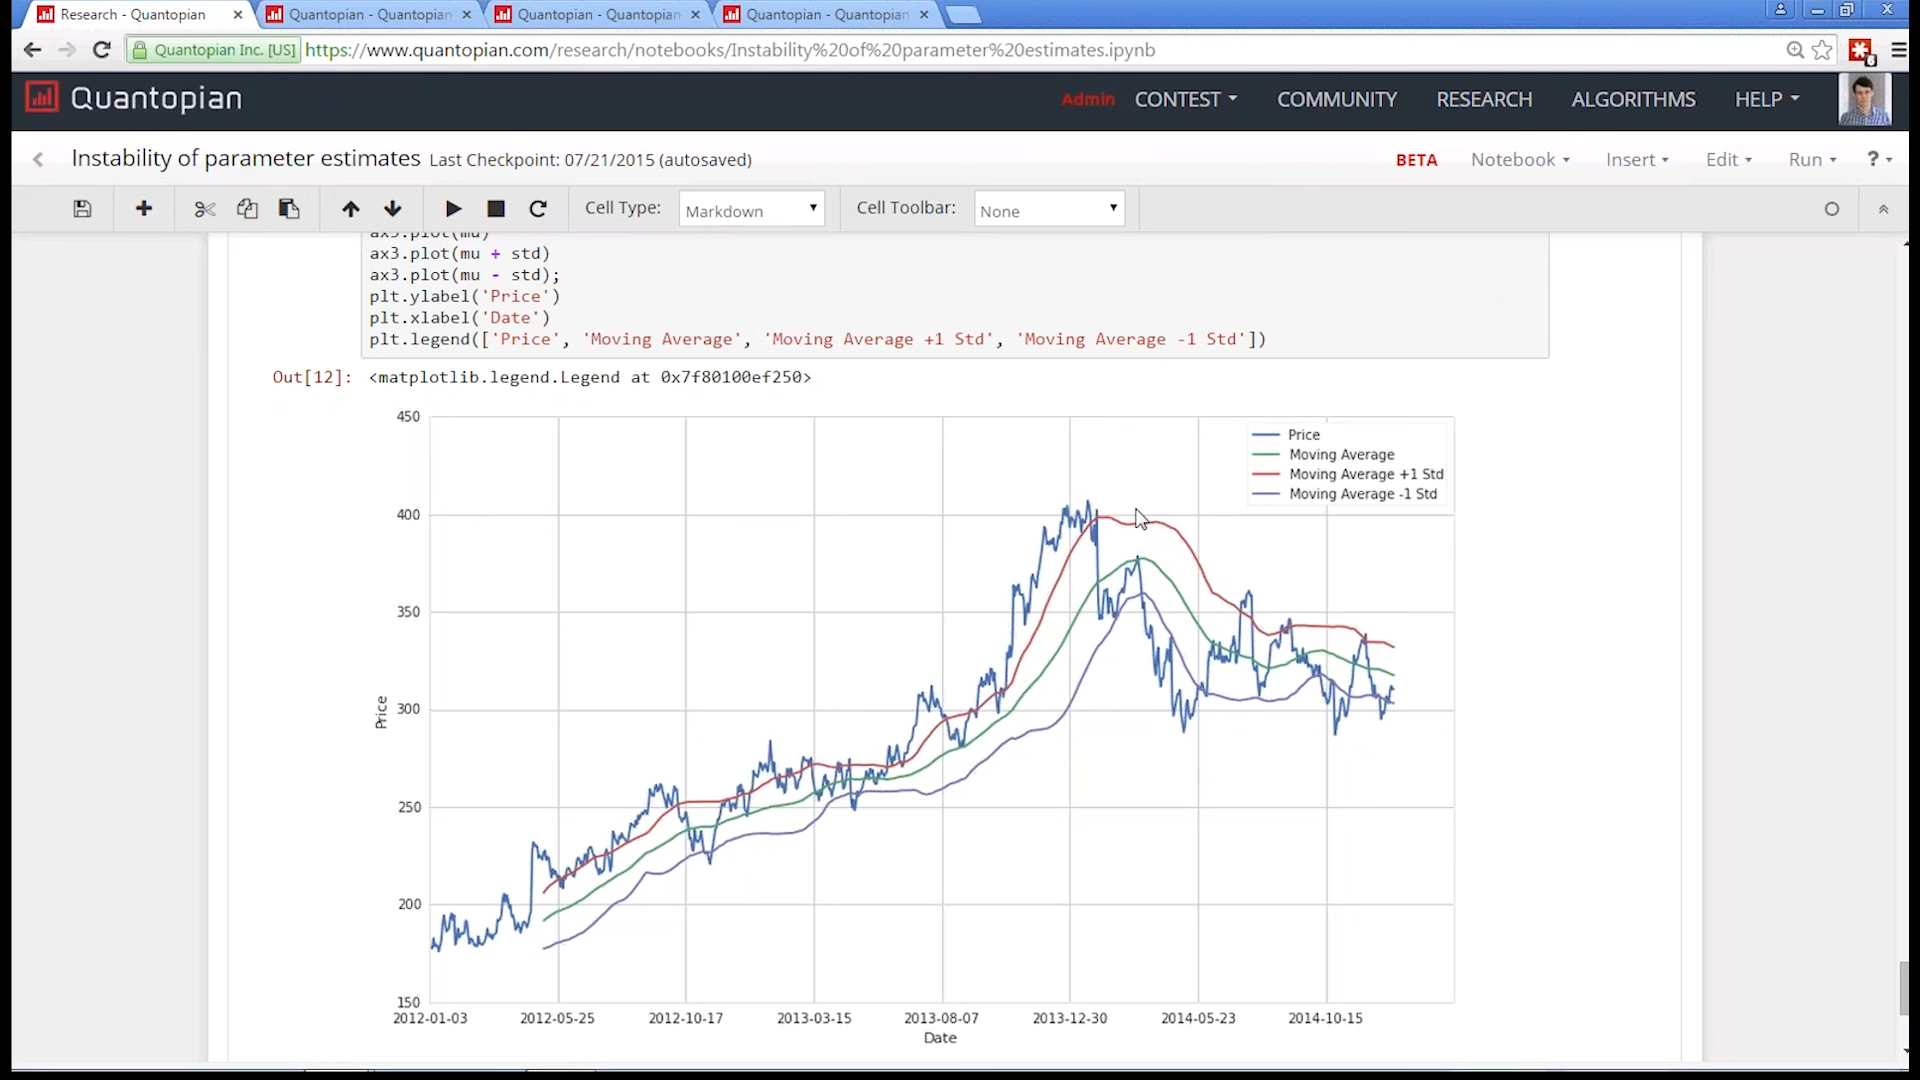 Research - Quantopian
Quantopian - Quantopian
Quantopian - Quantopian
Quantopian - Quantopian
Quantopian Inc. [US] https://www.quantopian.com/research/notebooks/Instability%20of%20parameter%20estimates.ipynb
6
Quantopian
Admin CONTEST COMMUNITY RESEARCH ALGORITHMS HELP
Instability of parameter estimates Last Checkpoint: 07/21/2015 (autosaved)
BETA Notebook Insert Edit Run ?
Cell Type: Markdown Cell Toolbar: None
ax3.plot(mu)
ax3.plot(mu + std)
ax3.plot(mu - std);
plt.ylabel('Price')
plt.xlabel('Date')
plt.legend(['Price', 'Moving Average', 'Moving Average +1 Std', 'Moving Average -1 Std'])
Out[12]: <matplotlib.legend.Legend at 0x7f80100ef250>
450
400
350
300
250
200
150
Price
Price
Moving Average
Moving Average +1 Std
Moving Average -1 Std
2012-01-03 2012-05-25 2012-10-17 2013-03-15 2013-08-07 2013-12-30 2014-05-23 2014-10-15
Date